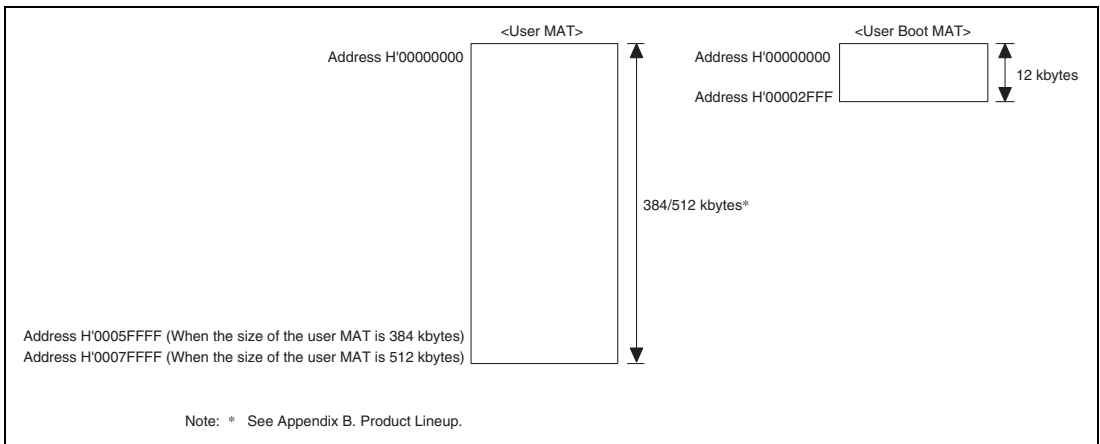 <User MAT>
Address H'00000000
384/512 kbytes*
Address H'0005FFFF (When the size of the user MAT is 384 kbytes)
Address H'0007FFFF (When the size of the user MAT is 512 kbytes)
<User Boot MAT>
Address H'00000000
12 kbytes
Address H'00002FFF
Note: * See Appendix B. Product Lineup.